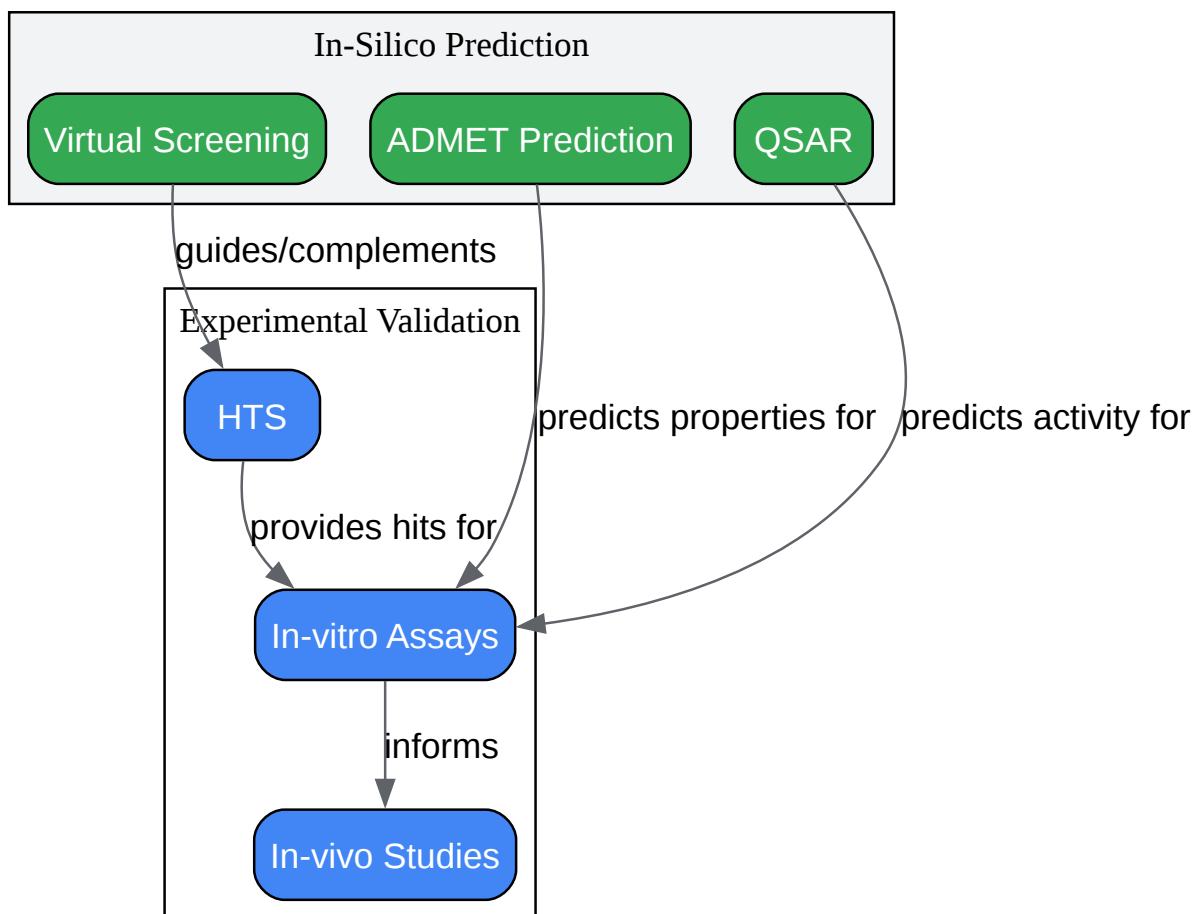 In-Silico Prediction
Virtual Screening
ADMET Prediction
QSAR
guides/complements
Experimental Validation
HTS
predicts properties for
predicts activity for
provides hits for
In-vitro Assays
informs
In-vivo Studies